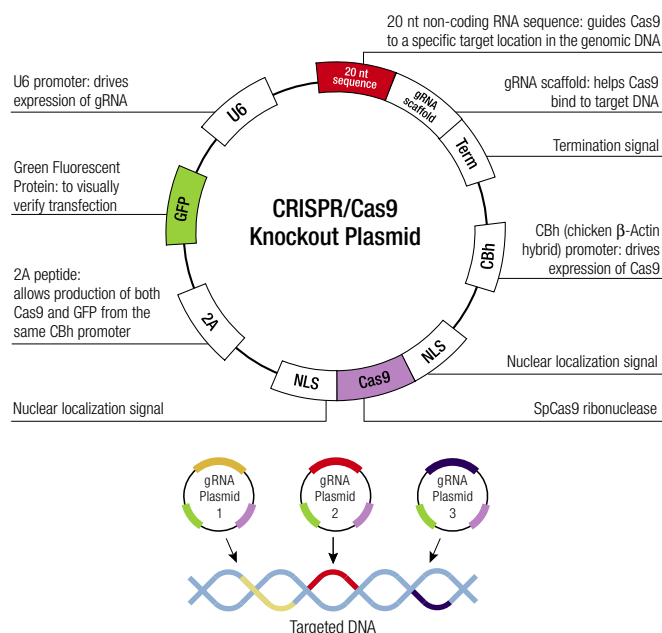 20 nt non-coding RNA sequence: guides Cas9
to a specific target location in the genomic DNA
U6 promoter: drives
expression of gRNA
gRNA scaffold: helps Cas9
bind to target DNA
Termination signal
Green Fluorescent
Protein: to visually
verify transfection
CBh (chicken β-Actin
hybrid) promoter: drives
expression of Cas9
2A peptide:
allows production of both
Cas9 and GFP from the
same CBh promoter
Nuclear localization signal
Nuclear localization signal
SpCas9 ribonuclease
20 nt
sequence
gRNA
scaffold
Term
CBh
NLS
Cas9
NLS
2A
GFP
U6
CRISPR/Cas9
Knockout Plasmid
gRNA
Plasmid
1
gRNA
Plasmid
2
gRNA
Plasmid
3
Targeted DNA